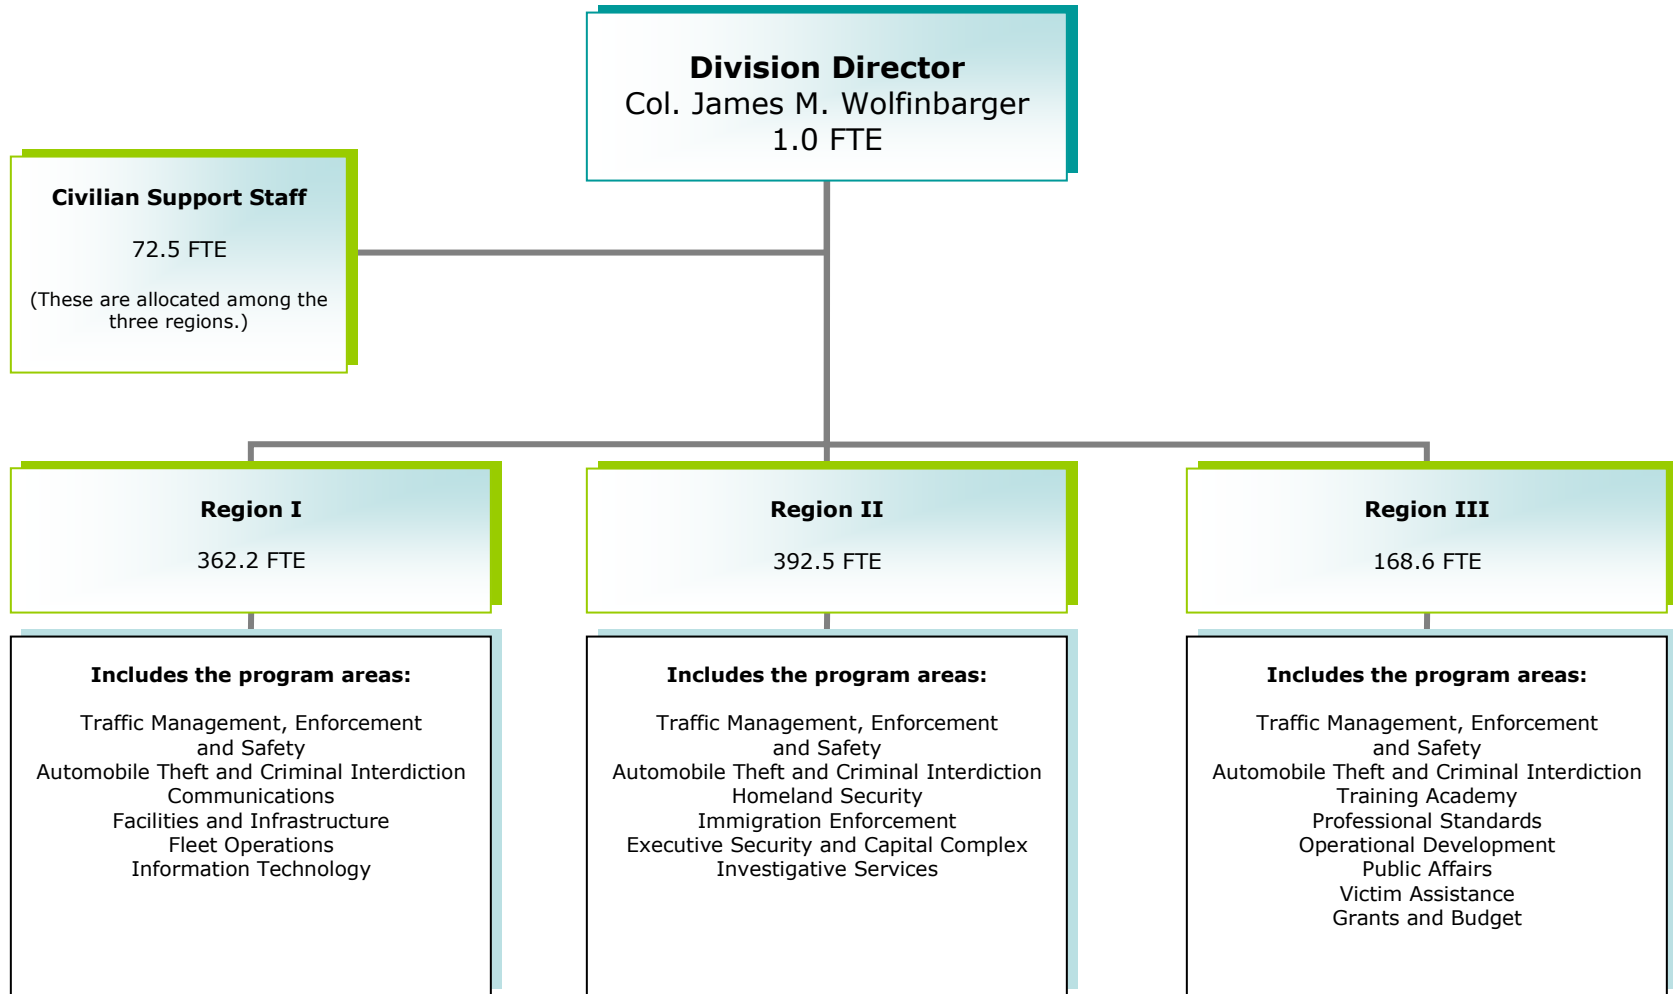 Division Director
Col. James M. Wolfinbarger
1.0 FTE
Civilian Support Staff
72.5 FTE
(These are allocated among the
three regions.)
Region I
362.2 FTE
Region II
392.5 FTE
Region III
168.6 FTE
Includes the program areas:
Traffic Management, Enforcement
and Safety
Automobile Theft and Criminal Interdiction
Communications
Facilities and Infrastructure
Fleet Operations
Information Technology
Includes the program areas:
Traffic Management, Enforcement
and Safety
Automobile Theft and Criminal Interdiction
Homeland Security
Immigration Enforcement
Executive Security and Capital Complex
Investigative Services
Includes the program areas:
Traffic Management, Enforcement
and Safety
Automobile Theft and Criminal Interdiction
Training Academy
Professional Standards
Operational Development
Public Affairs
Victim Assistance
Grants and Budget